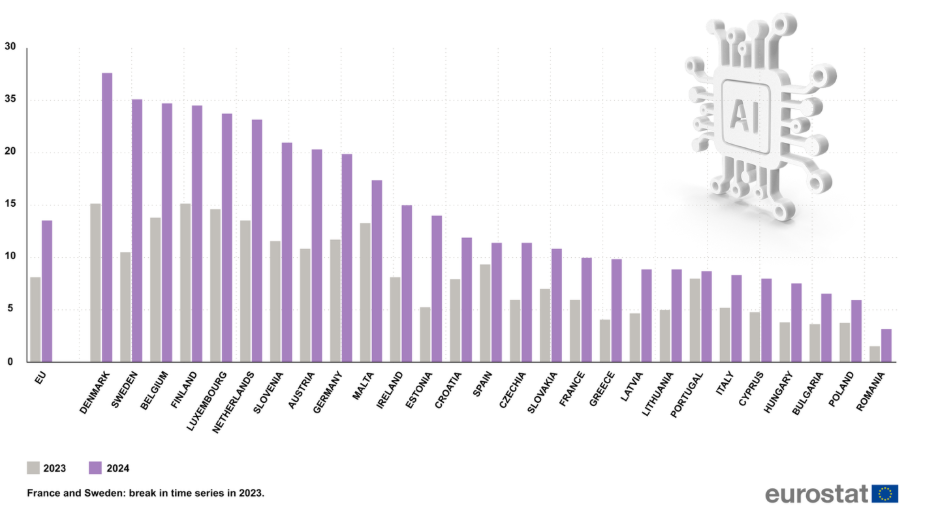 30
35
20
15
10
5
0
EU
DENMARK
SWEDEN
BELGIUM
FINLAND
LUXEMBOURG
NETHERLANDS
SLOVENIA
AUSTRIA
GERMANY
MALTA
IRELAND
ESTONIA
CROATIA
SPAIN
CZECHIA
SLOVAKIA
FRANCE
GREECE
LATVIA
LITHUANIA
PORTUGAL
ITALY
CYPRUS
HUNGARY
BULGARIA
POLAND
ROMANIA
AI
2023 2024
France and Sweden: break in time series in 2023.
eurostat